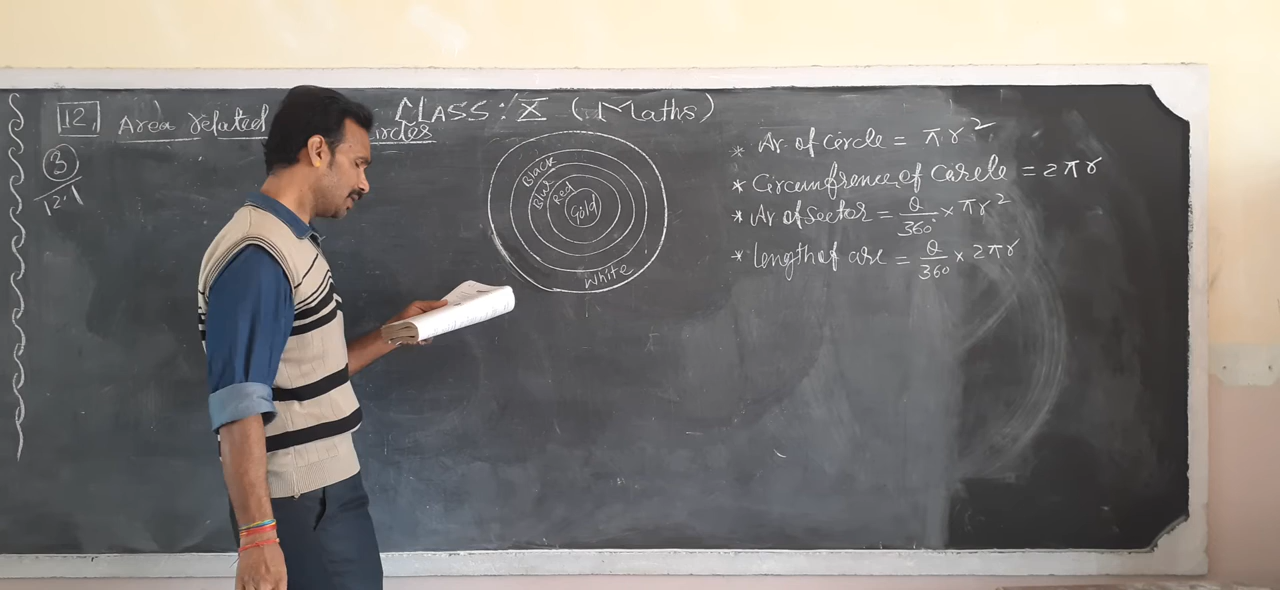 CLASS : X (Maths)
12. Area related ircles
3
12.1
Black
Blue
Red
Gold
White
* Ar. of circle = πr²
* Circumfrence of carcle = 2πr
* Ar of sector = θ/360° × πr²
* length of arc = θ/360 × 2πr